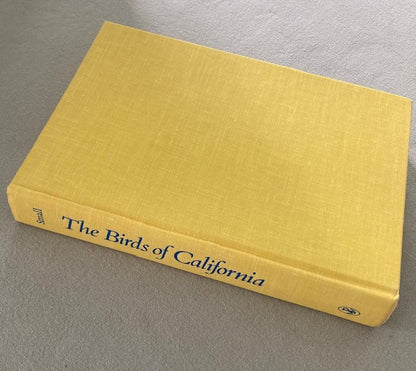 Small
The Birds of California